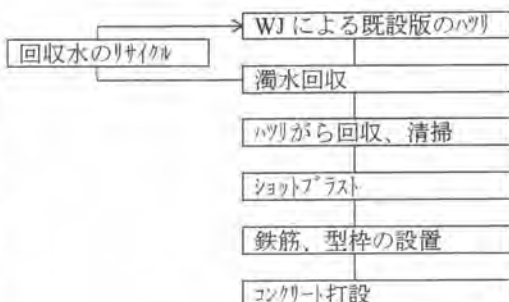 WJによる既設版のﾊﾂﾘ
回収水のﾘｻｲｸﾙ
濁水回収
ﾊﾂﾘがら回収、清掃
ｼｮｯﾄﾌﾞﾗｽﾄ
鉄筋、型枠の設置
ｺﾝｸﾘｰﾄ打設